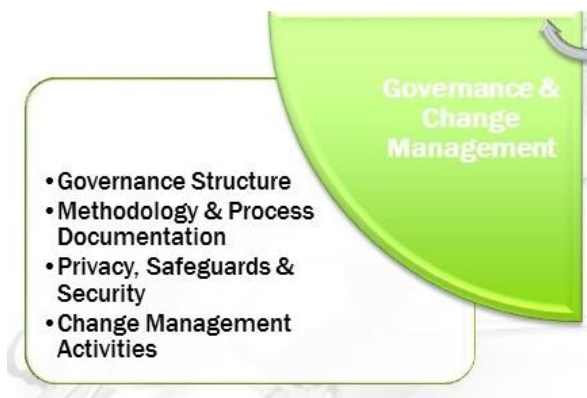 Governance &
Change
Management
•Governance Structure
•Methodology & Process
Documentation
•Privacy, Safeguards &
Security
•Change Management
Activities